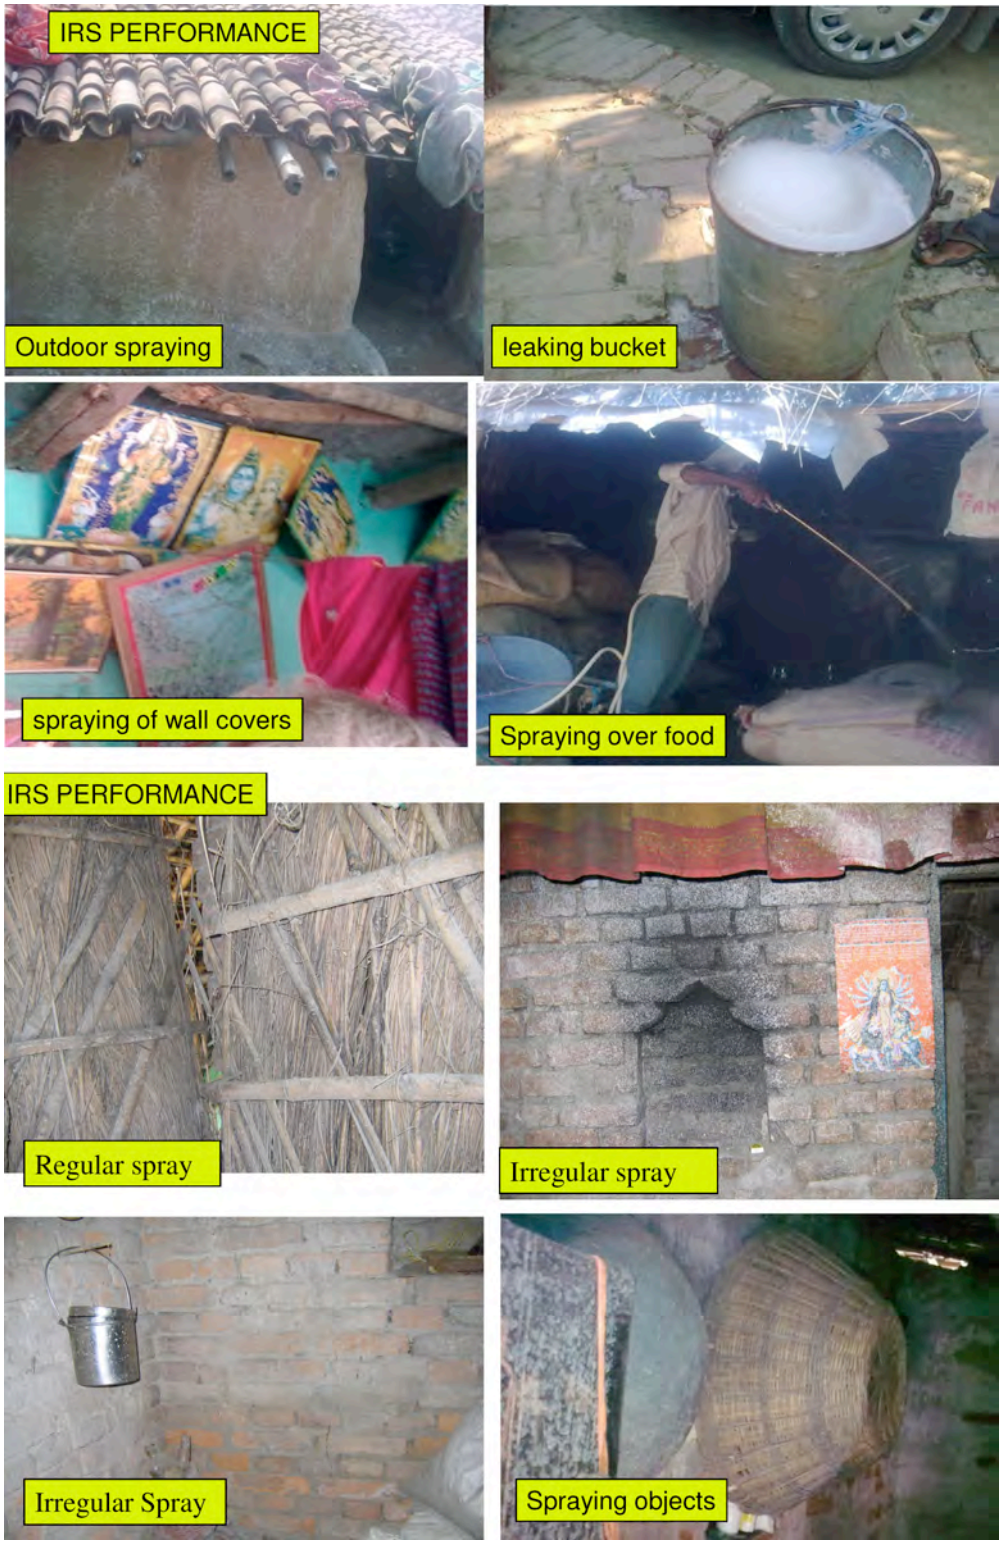 IRS PERFORMANCE
Outdoor spraying
leaking bucket
spraying of wall covers
Spraying over food
IRS PERFORMANCE
Regular spray
Irregular spray
Irregular Spray
Spraying objects